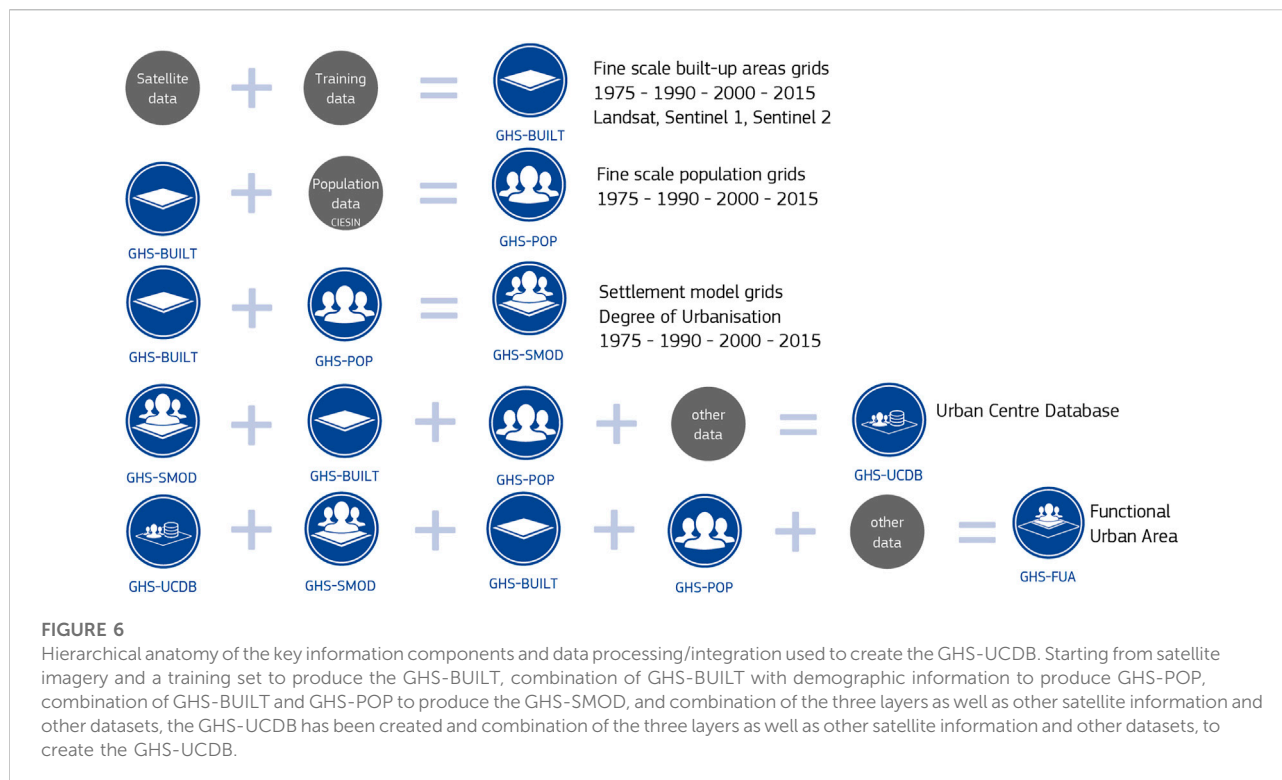 Satellite
data
Training
data
GHS-BUILT
Fine scale built-up areas grids
1975 - 1990 - 2000 - 2015
Landsat, Sentinel 1, Sentinel 2
+
=
GHS-BUILT
+
Population
data
CIESIN
=
GHS-POP
Fine scale population grids
1975 - 1990 - 2000 - 2015
GHS-BUILT
+
GHS-POP
=
GHS-SMOD
Settlement model grids
Degree of Urbanisation
1975 - 1990 - 2000 - 2015
GHS-SMOD
+
GHS-BUILT
+
GHS-POP
+
other
data
=
GHS-UCDB
Urban Centre Database
GHS-UCDB
+
GHS-SMOD
+
GHS-BUILT
+
GHS-POP
+
other
data
=
GHS-FUA
Functional
Urban Area
FIGURE 6
Hierarchical anatomy of the key information components and data processing/integration used to create the GHS-UCDB. Starting from satellite
imagery and a training set to produce the GHS-BUILT, combination of GHS-BUILT with demographic information to produce GHS-POP,
combination of GHS-BUILT and GHS-POP to produce the GHS-SMOD, and combination of the three layers as well as other satellite information and
other datasets, the GHS-UCDB has been created and combination of the three layers as well as other satellite information and other datasets, to
create the GHS-UCDB.